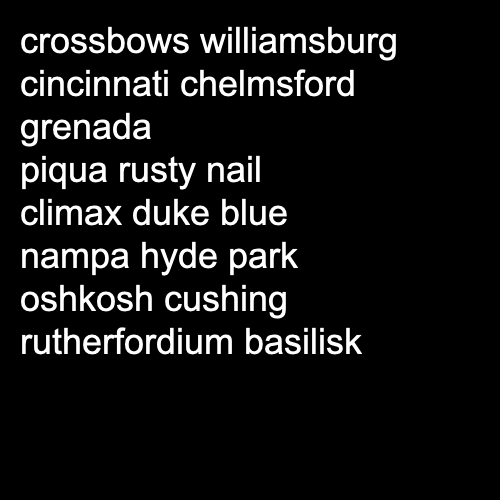 crossbows williamsburg
cincinnati chelmsford
grenada
piqua rusty nail
climax duke blue
nampa hyde park
oshkosh cushing
rutherfordium basilisk